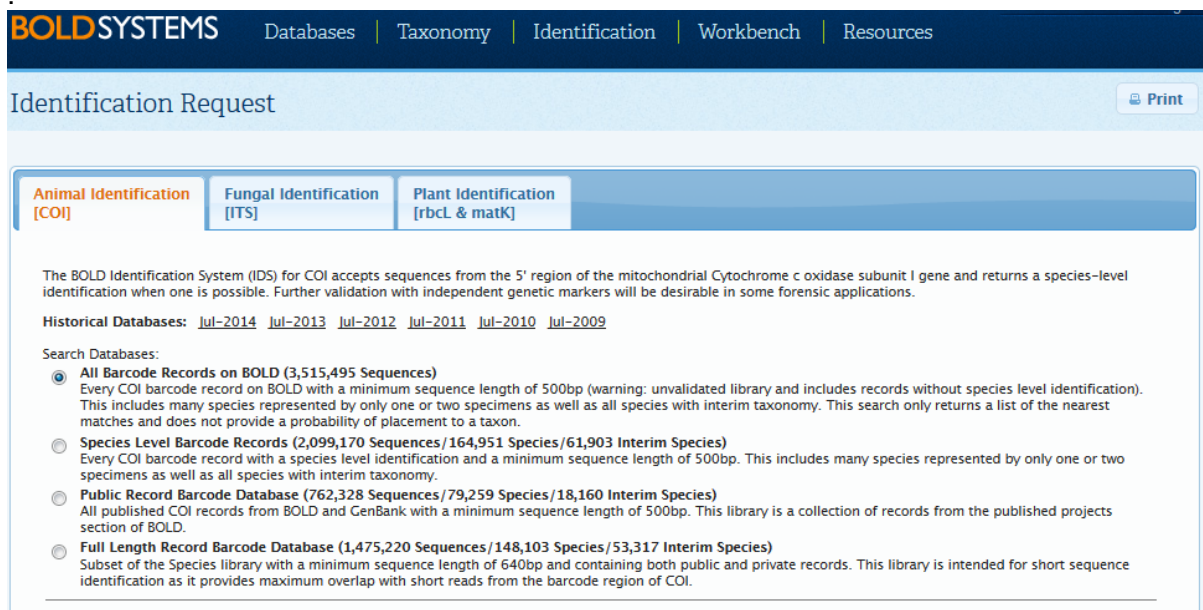 BOLDSYSTEMS Databases | Taxonomy | Identification | Workbench | Resources
Identification Request
Print
Animal Identification [COI]
Fungal Identification [ITS]
Plant Identification [rbcL & matK]
The BOLD Identification System (IDS) for COI accepts sequences from the 5' region of the mitochondrial Cytochrome c oxidase subunit I gene and returns a species-level
identification when one is possible. Further validation with independent genetic markers will be desirable in some forensic applications.
Historical Databases: Jul-2014 Jul-2013 Jul-2012 Jul-2011 Jul-2010 Jul-2009
Search Databases:
All Barcode Records on BOLD (3,515,495 Sequences)
Every COI barcode record on BOLD with a minimum sequence length of 500bp (warning: unvalidated library and includes records without species level identification).
This includes many species represented by only one or two specimens as well as all species with interim taxonomy. This search only returns a list of the nearest
matches and does not provide a probability of placement to a taxon.
Species Level Barcode Records (2,099,170 Sequences/164,951 Species/61,903 Interim Species)
Every COI barcode record with a species level identification and a minimum sequence length of 500bp. This includes many species represented by only one or two
specimens as well as all species with interim taxonomy.
Public Record Barcode Database (762,328 Sequences/79,259 Species/18,160 Interim Species)
All published COI records from BOLD and GenBank with a minimum sequence length of 500bp. This library is a collection of records from the published projects
section of BOLD.
Full Length Record Barcode Database (1,475,220 Sequences/148,103 Species/53,317 Interim Species)
Subset of the Species library with a minimum sequence length of 640bp and containing both public and private records. This library is intended for short sequence
identification as it provides maximum overlap with short reads from the barcode region of COI.